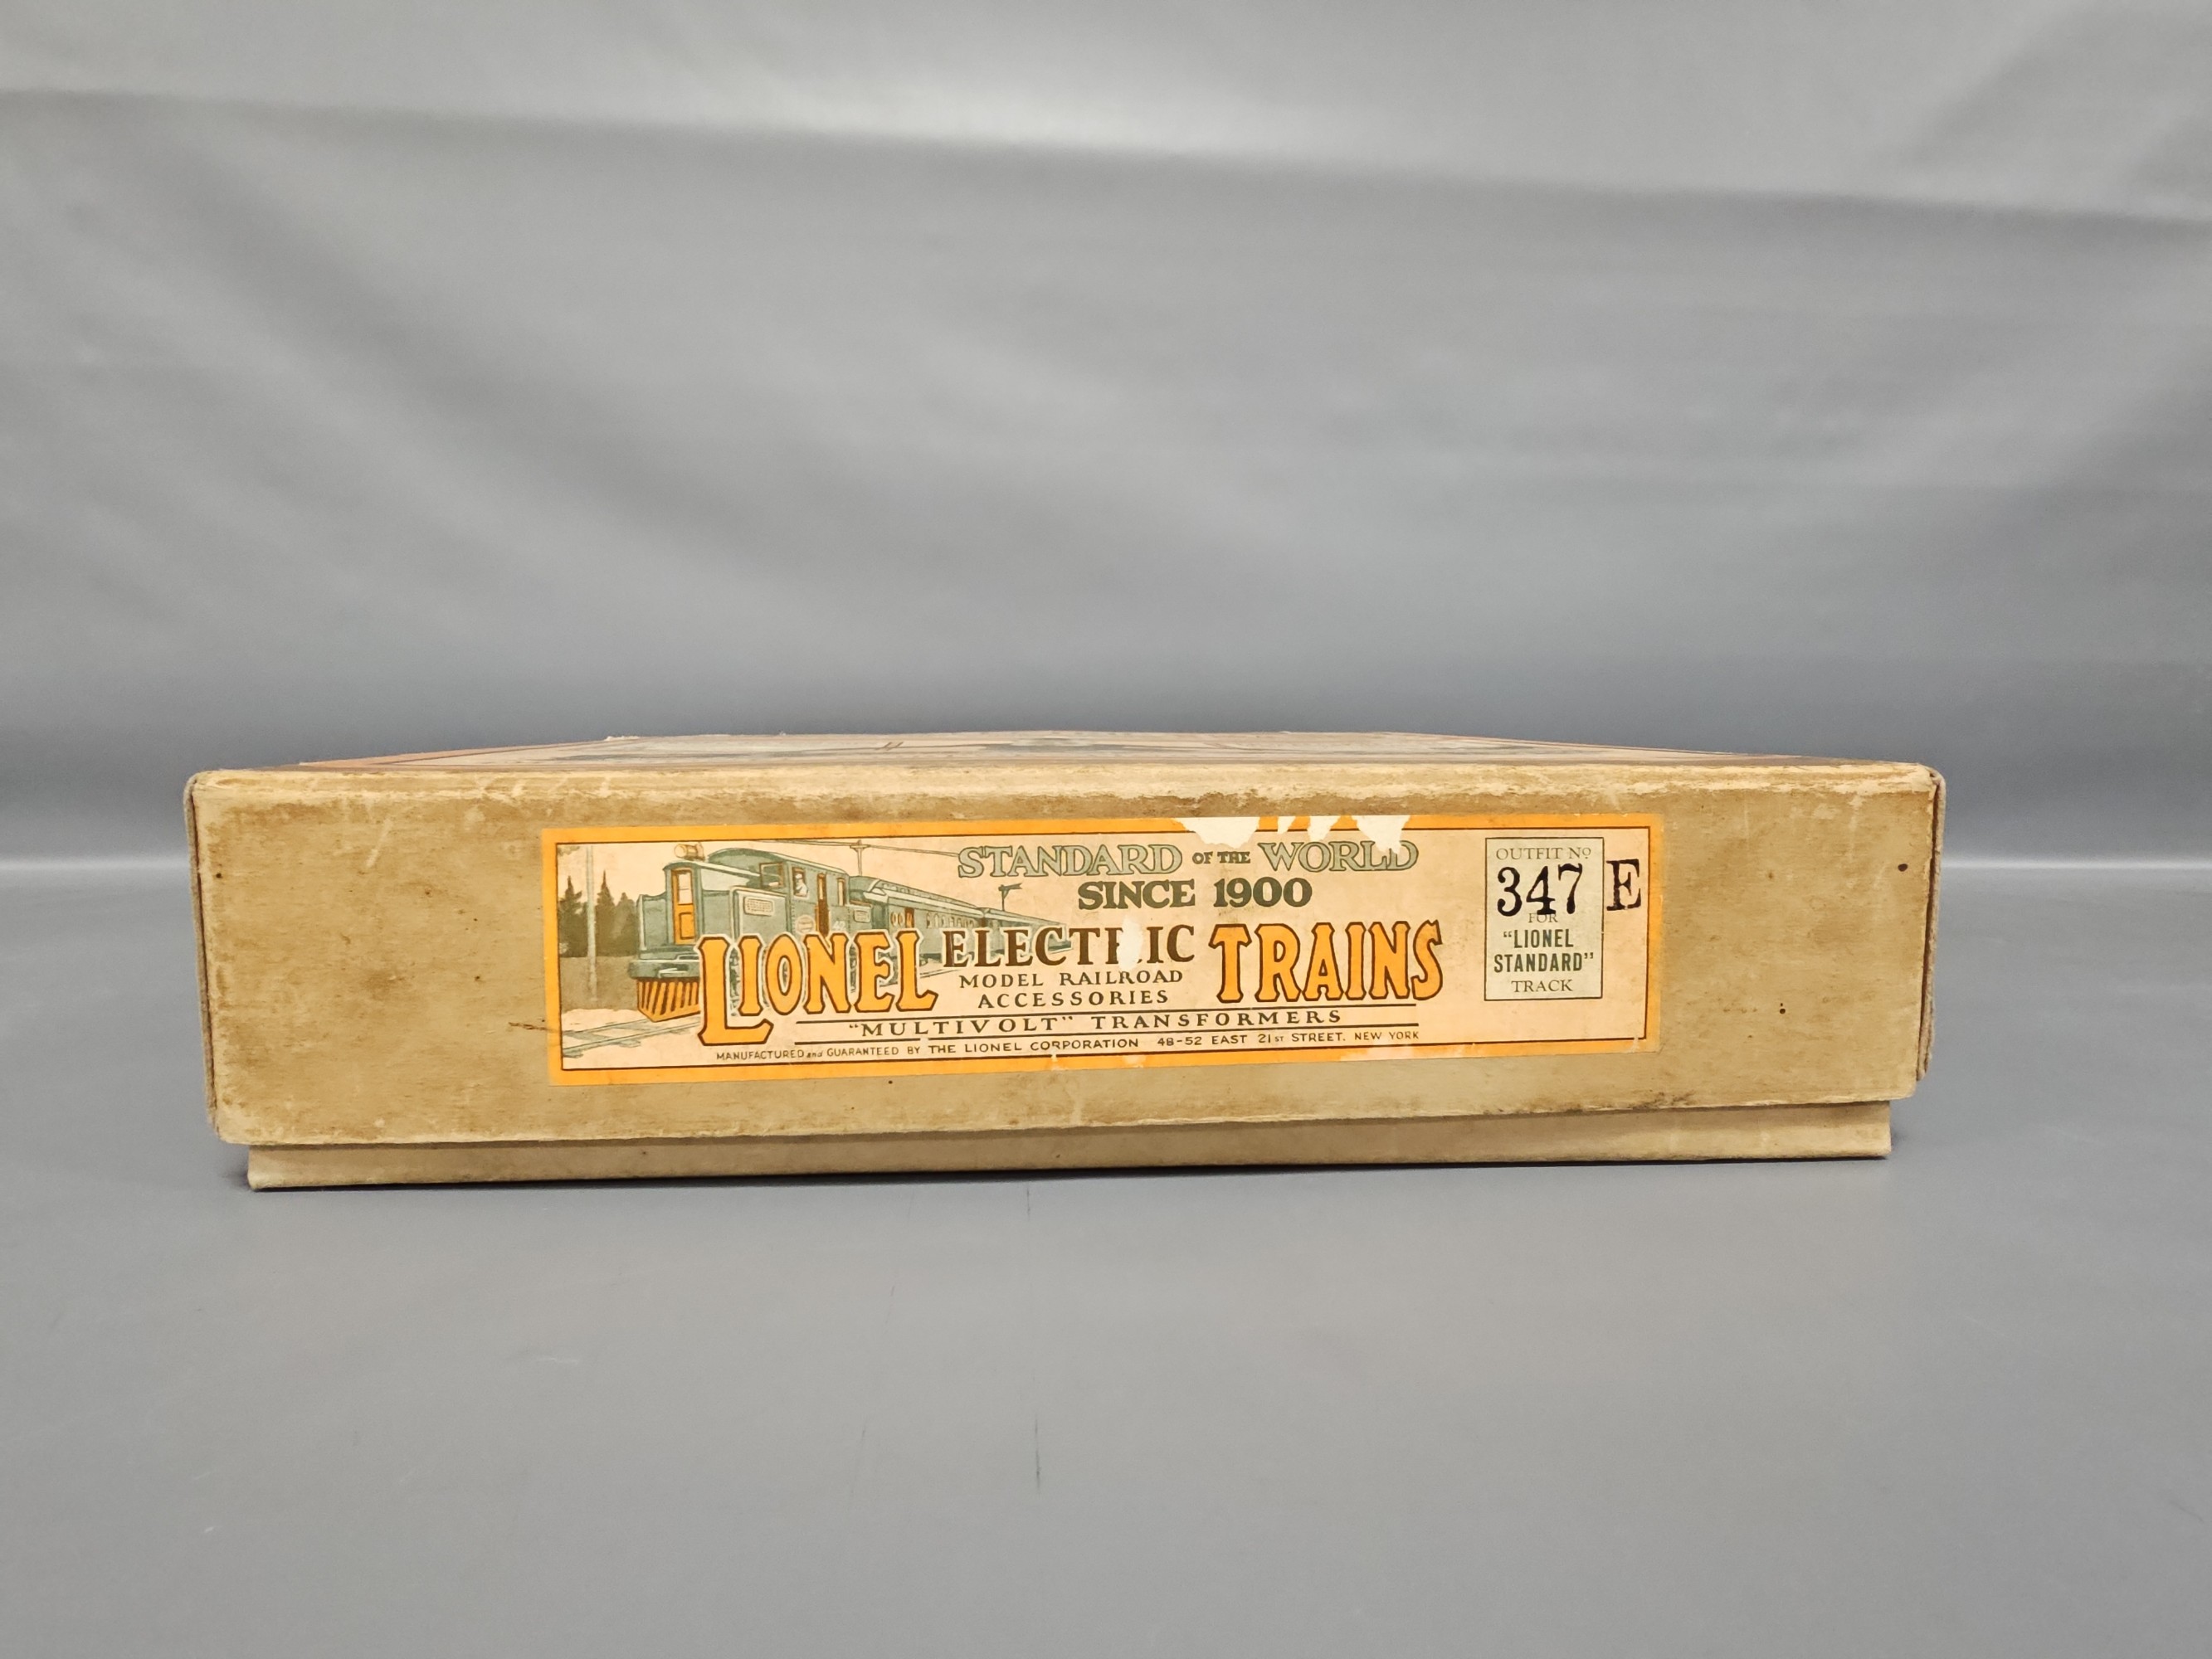 STANDARD OF THE WORLD
SINCE 1900
LIONEL ELECTRIC TRAINS
MODEL RAILROAD
ACCESSORIES
"MULTIVOLT" TRANSFORMERS
MANUFACTURED and GUARANTEED BY THE LIONEL CORPORATION 48-52 EAST 21ST STREET. NEW YORK
OUTFIT No
347 E
FOR
"LIONEL
STANDARD"
TRACK